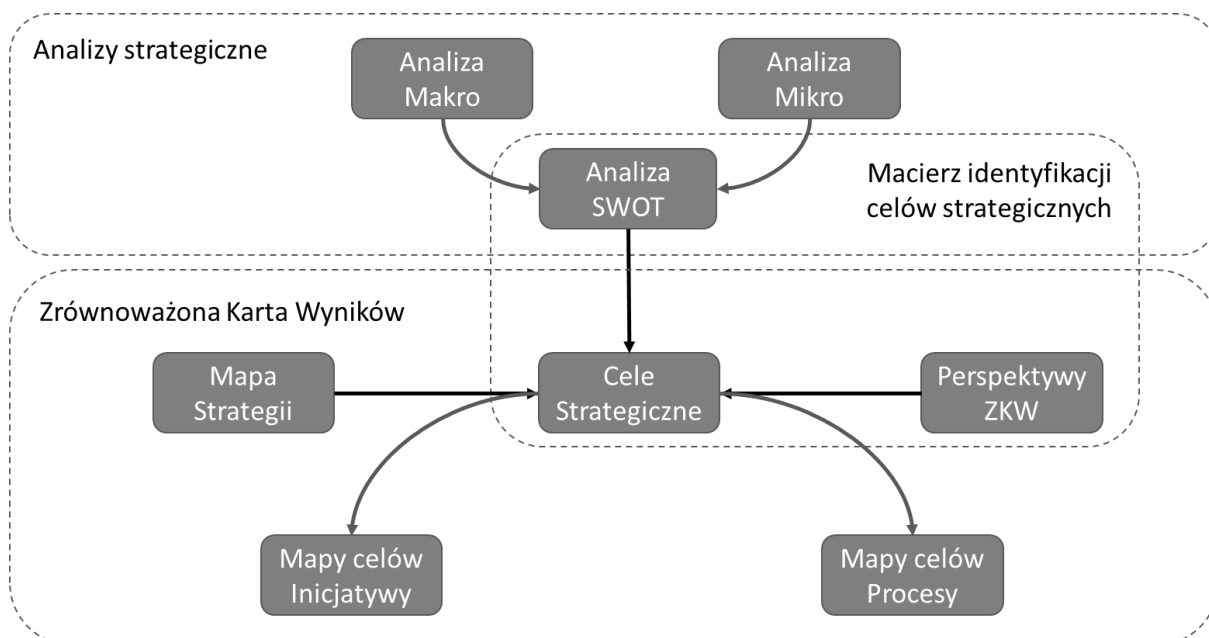 Analizy strategiczne
Analiza
Makro
Analiza
Mikro
Analiza
SWOT
Macierz identyfikacji
celów strategicznych
Zrównoważona Karta Wyników
Mapa
Strategii
Cele
Strategiczne
Perspektywy
ZKW
Mapy celów
Inicjatywy
Mapy celów
Procesy